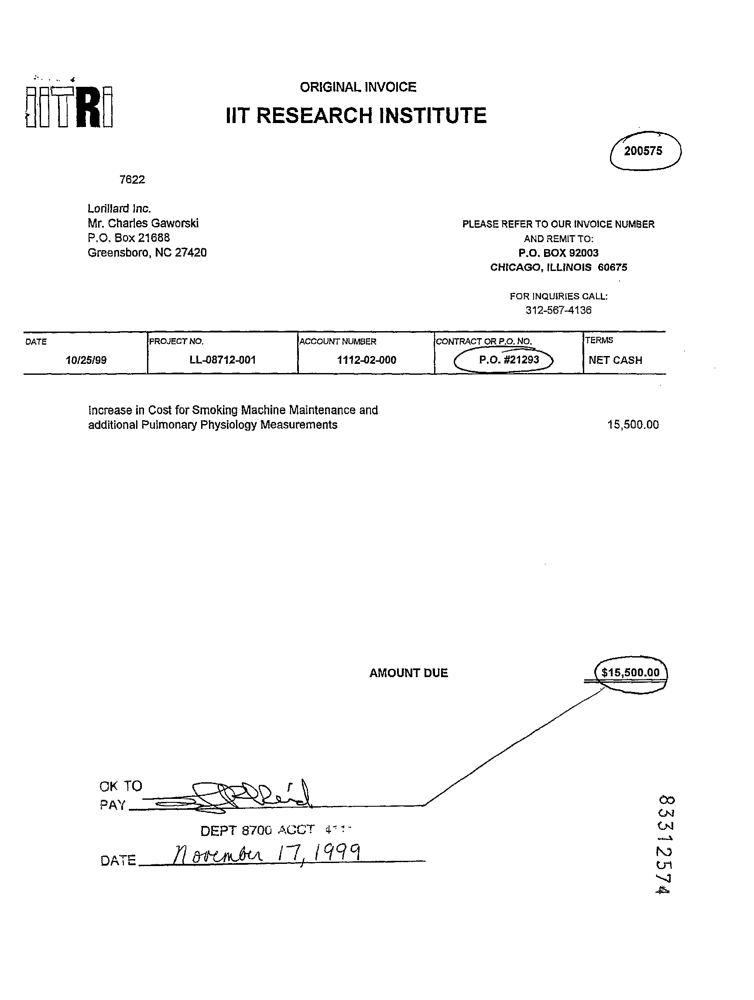 IITRI
ORIGINAL INVOICE
IIT RESEARCH INSTITUTE
200575
7622
Lorillard Inc.
Mr. Charles Gaworski
P.O. Box 21688
Greensboro, NC 27420
PLEASE REFER TO OUR INVOICE NUMBER
AND REMIT TO:
P.O. BOX 92003
CHICAGO, ILLINOIS 60675
FOR INQUIRIES CALL:
312-567-4136
DATE PROJECT NO. ACCOUNT NUMBER CONTRACT OR P.O. NO. TERMS
10/25/99 LL-08712-001 1112-02-000 P.O. #21293 NET CASH
Increase in Cost for Smoking Machine Maintenance and
additional Pulmonary Physiology Measurements 15,500.00
AMOUNT DUE $15,500.00
OK TO
PAY
DEPT 8700 ACCT
DATE November 17, 1999
83312574